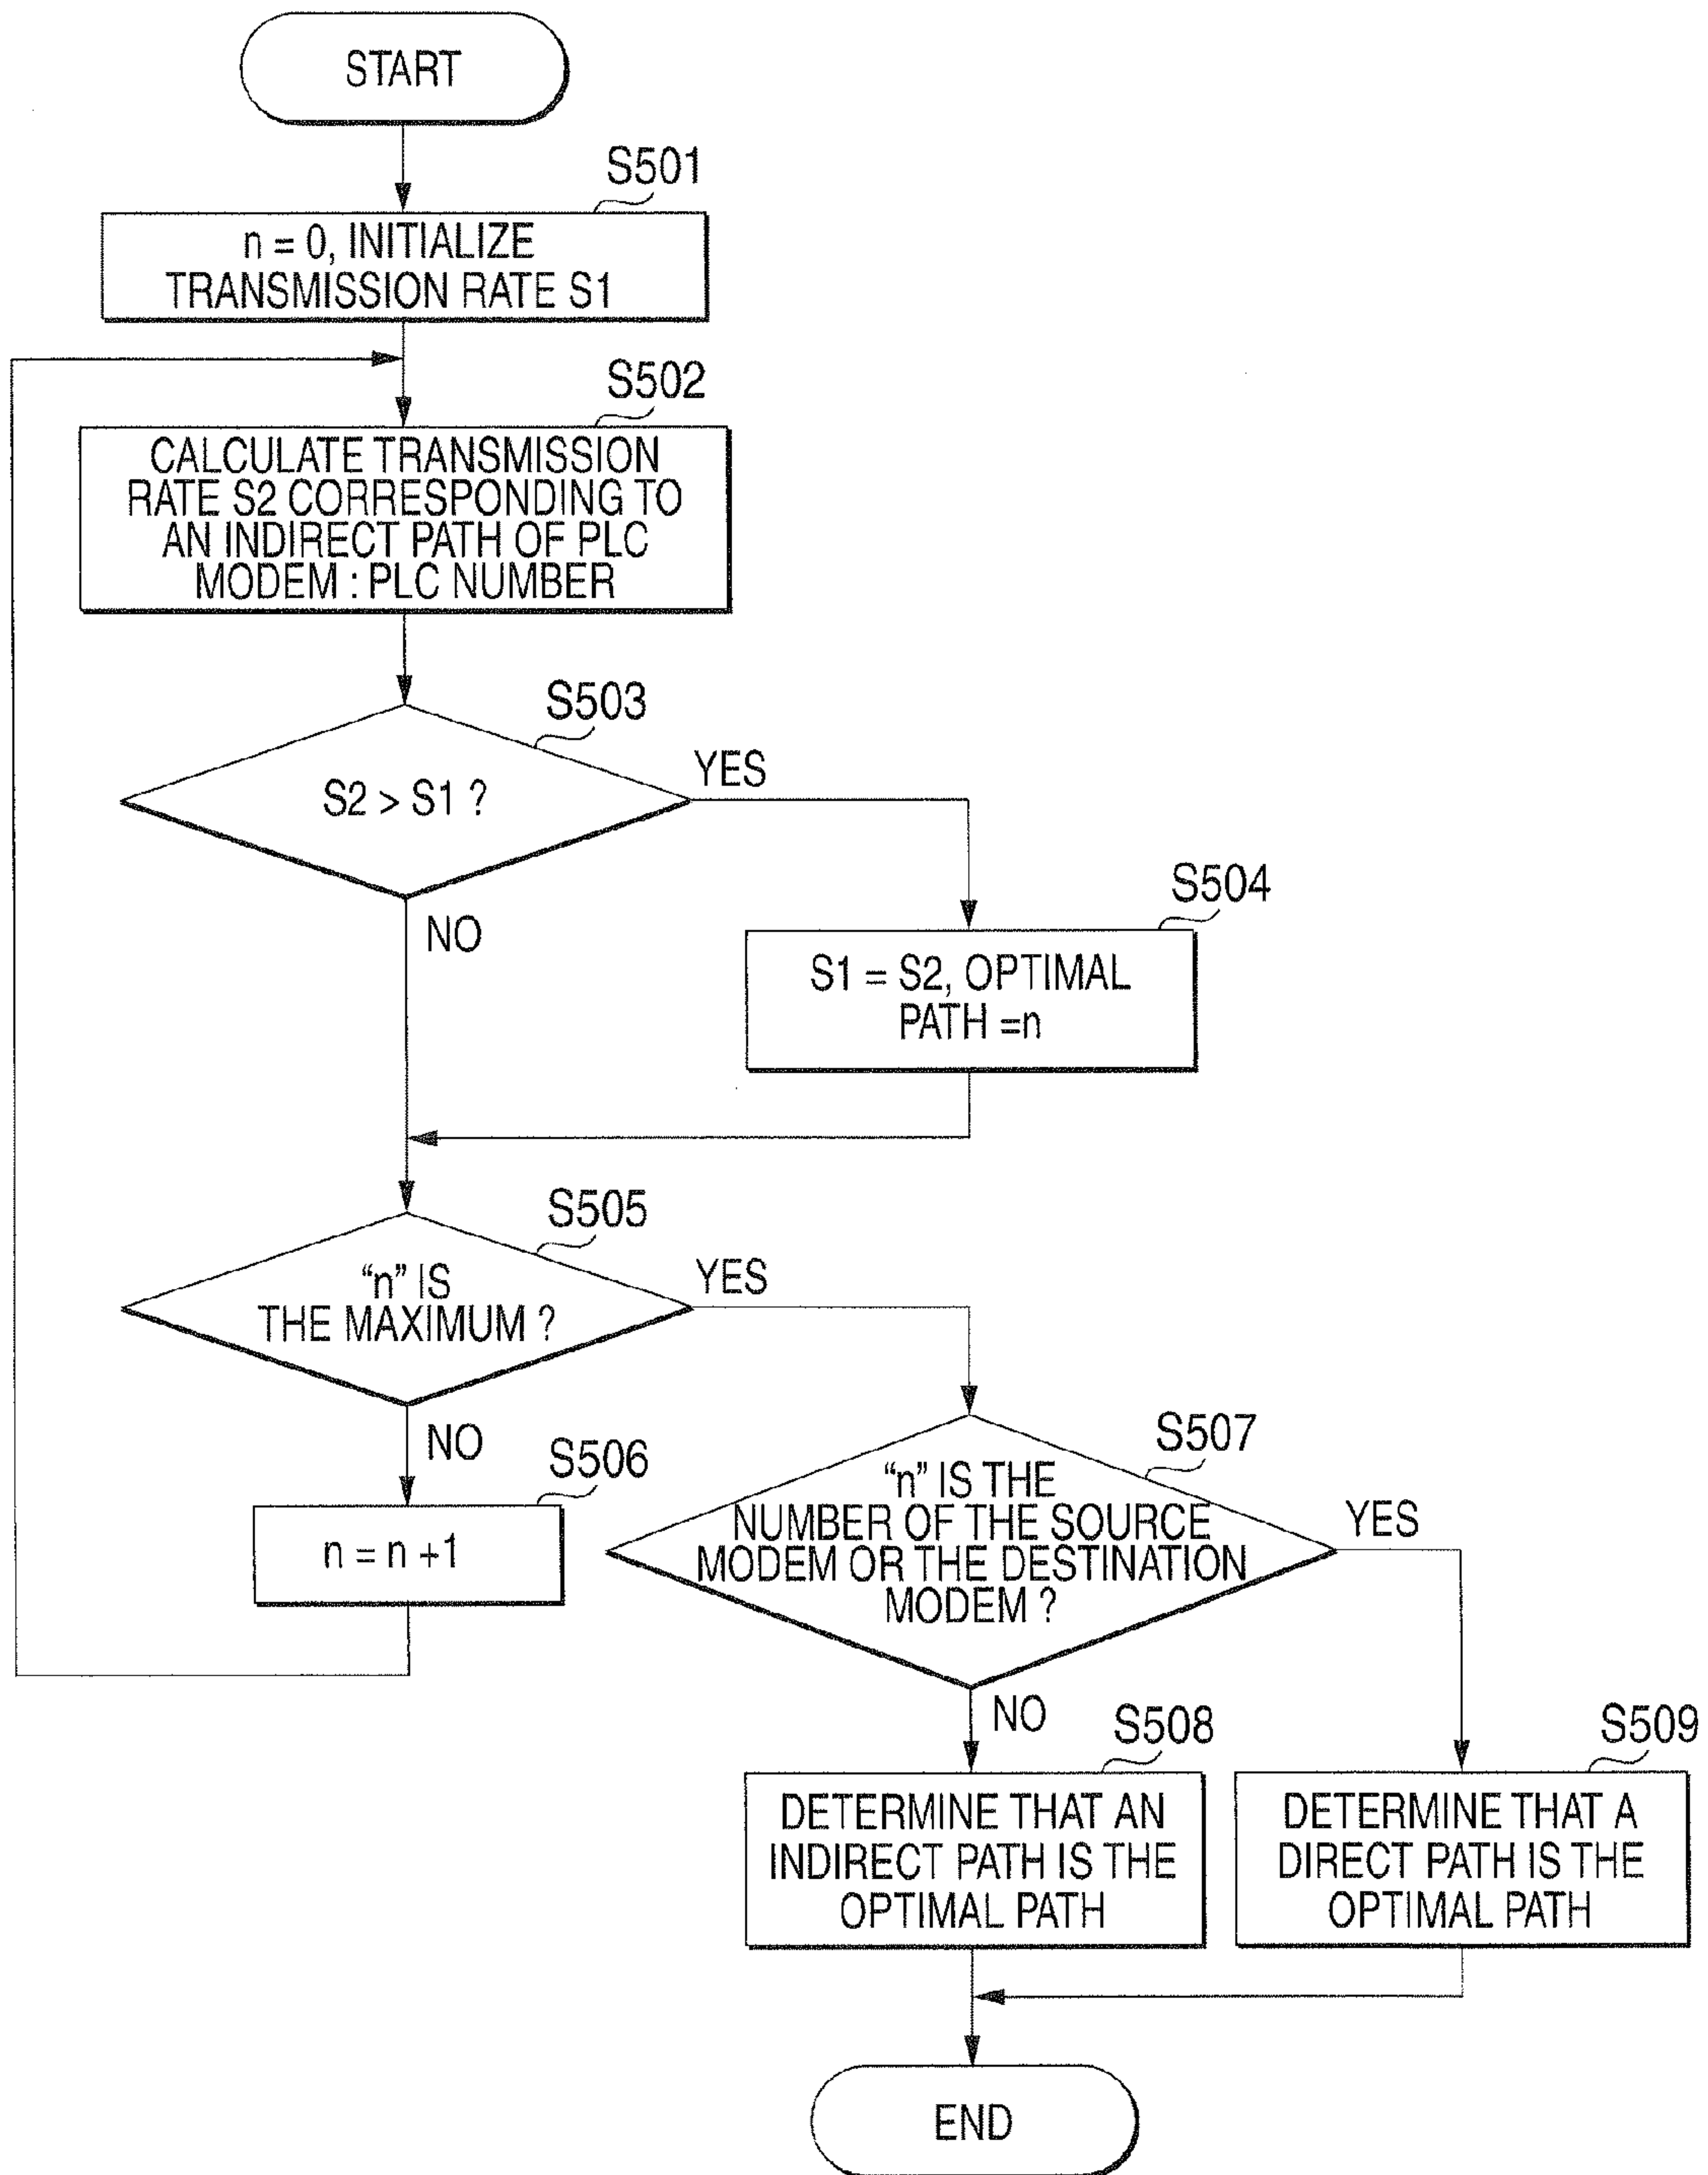 START
S501
n = 0, INITIALIZE
TRANSMISSION RATE S1
S502
CALCULATE TRANSMISSION
RATE S2 CORRESPONDING TO
AN INDIRECT PATH OF PLC
MODEM : PLC NUMBER
S503
S2 > S1 ?
YES
NO
S504
S1 = S2, OPTIMAL
PATH =n
S505
“n” IS
THE MAXIMUM ?
YES
NO
S506
n = n +1
S507
“n” IS THE
NUMBER OF THE SOURCE
MODEM OR THE DESTINATION
MODEM ?
YES
NO
S508
DETERMINE THAT AN
INDIRECT PATH IS THE
OPTIMAL PATH
S509
DETERMINE THAT A
DIRECT PATH IS THE
OPTIMAL PATH
END